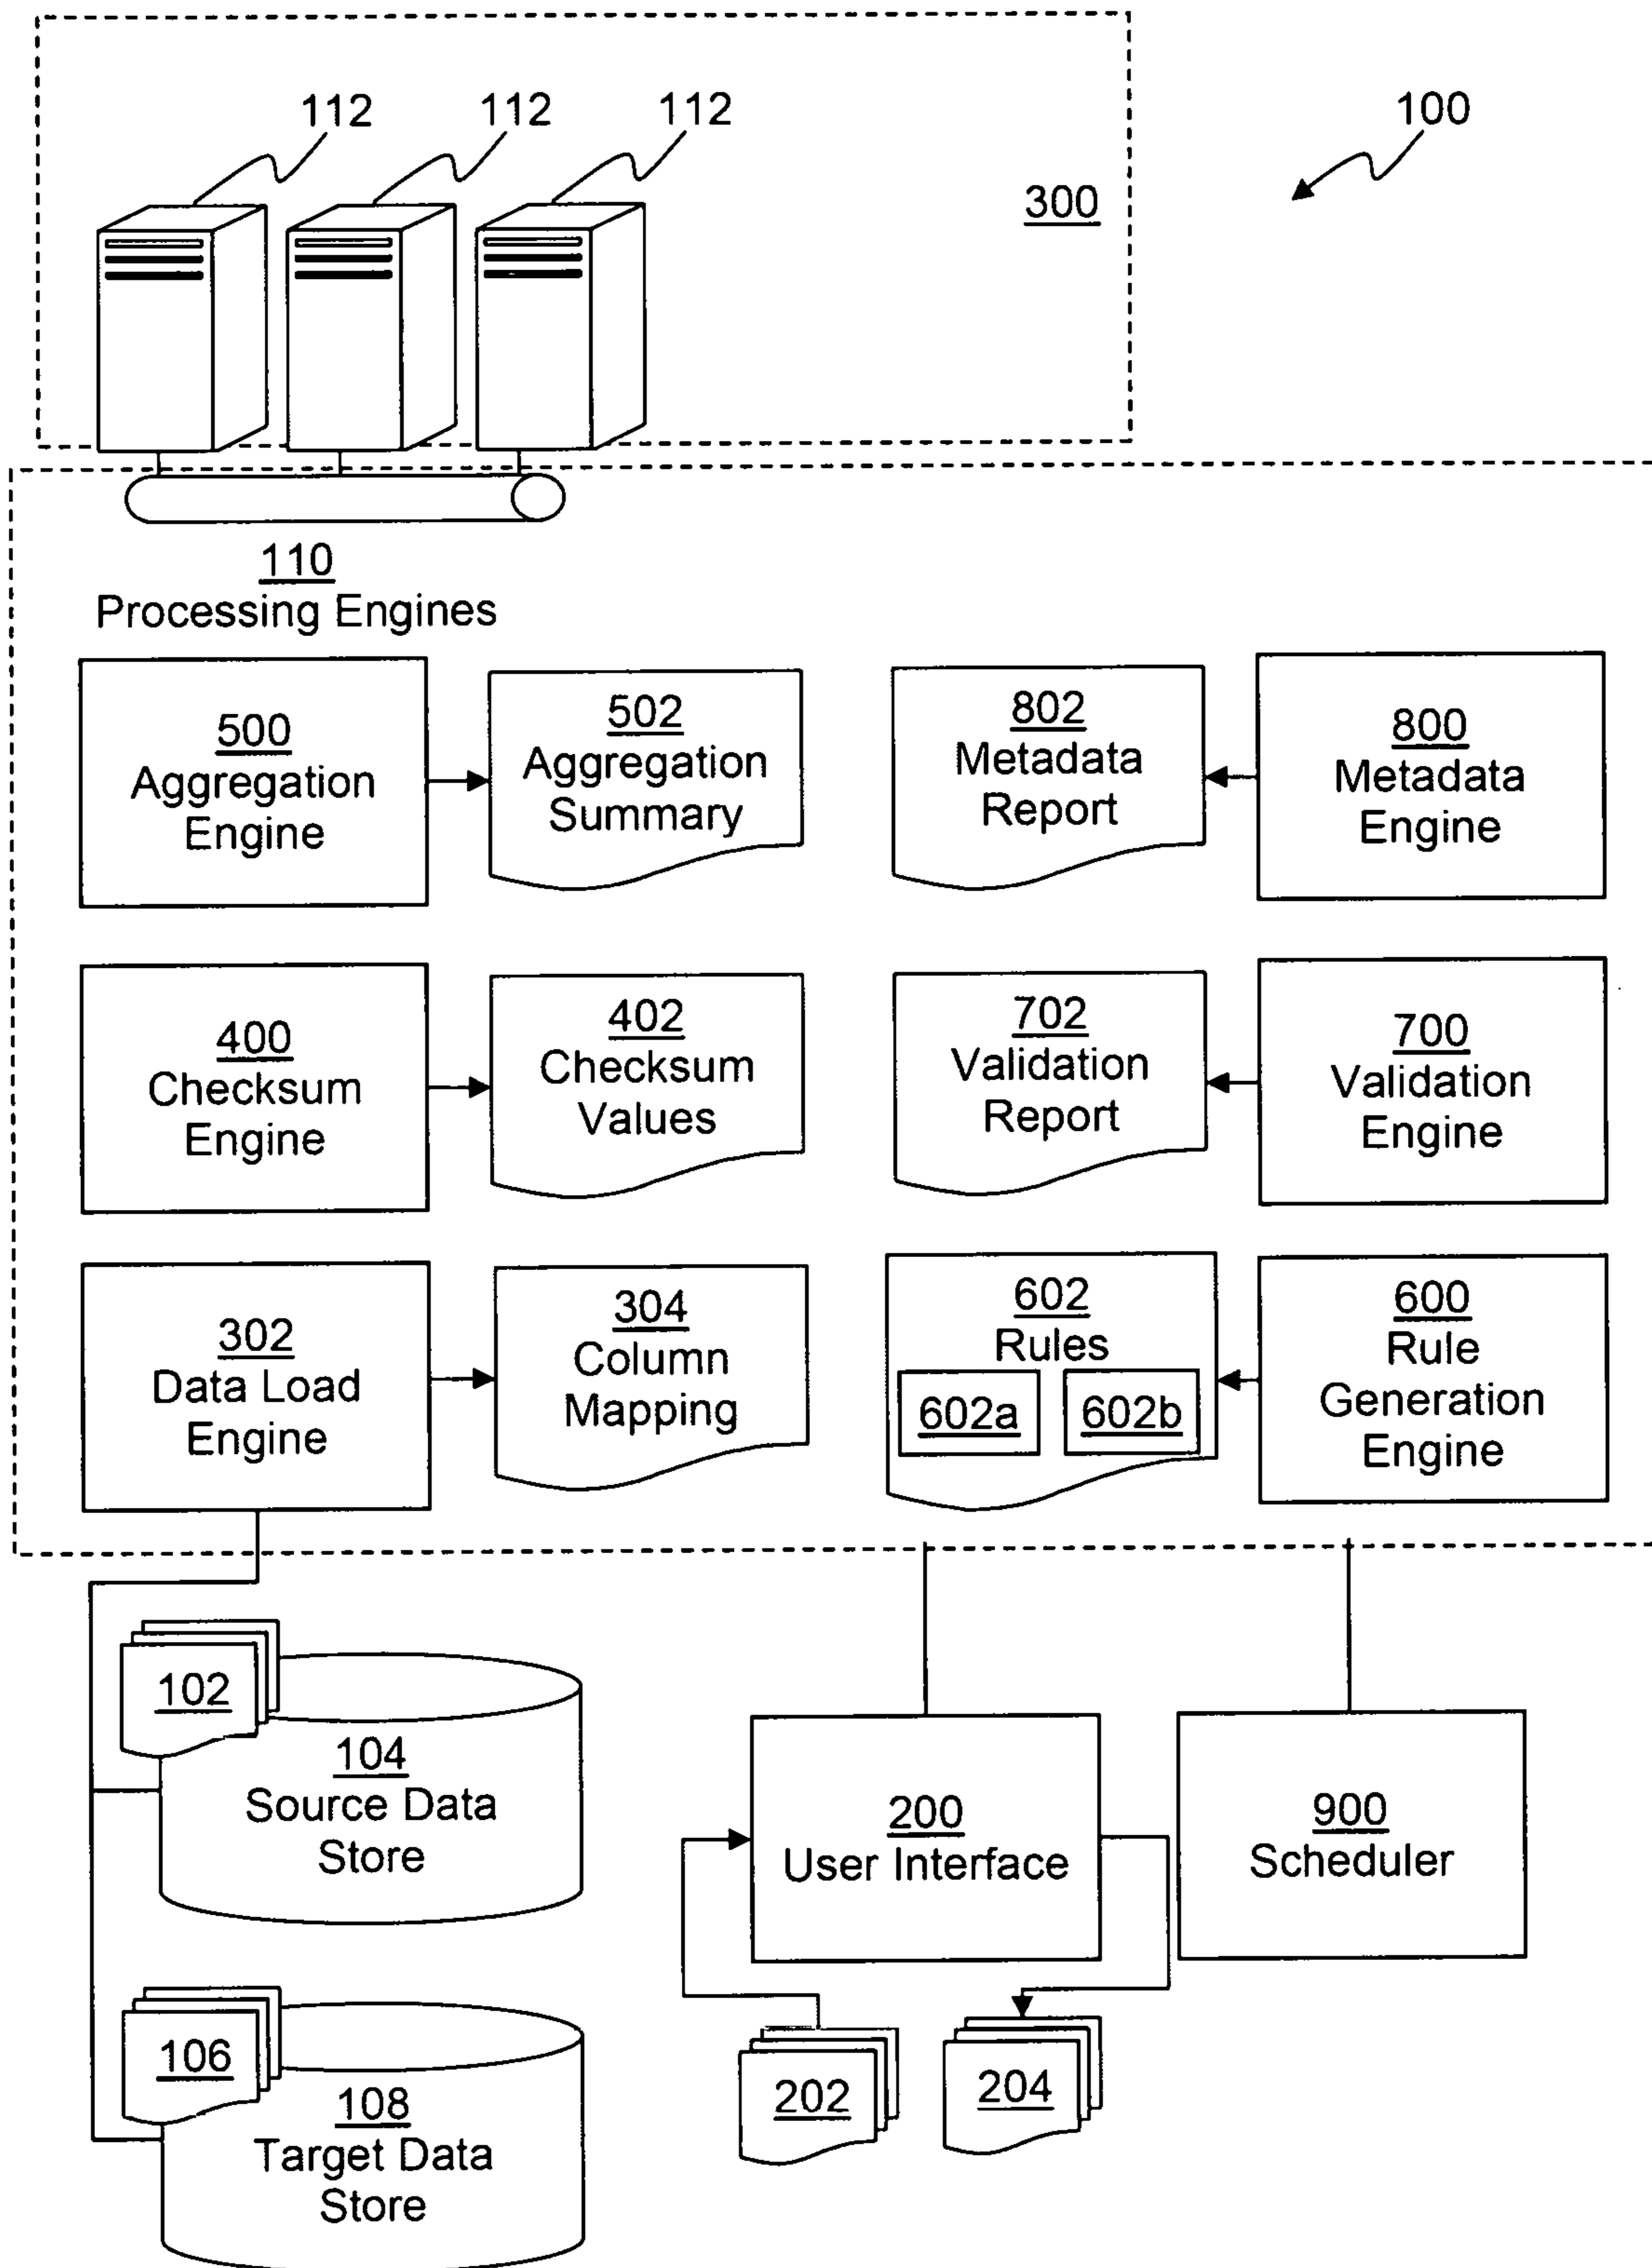 112
112
112
100
300
110
Processing Engines
500
Aggregation
Engine
502
Aggregation
Summary
802
Metadata
Report
800
Metadata
Engine
400
Checksum
Engine
402
Checksum
Values
702
Validation
Report
700
Validation
Engine
302
Data Load
Engine
304
Column
Mapping
602
Rules
602a
602b
600
Rule
Generation
Engine
102
104
Source Data
Store
200
User Interface
900
Scheduler
106
108
Target Data
Store
202
204